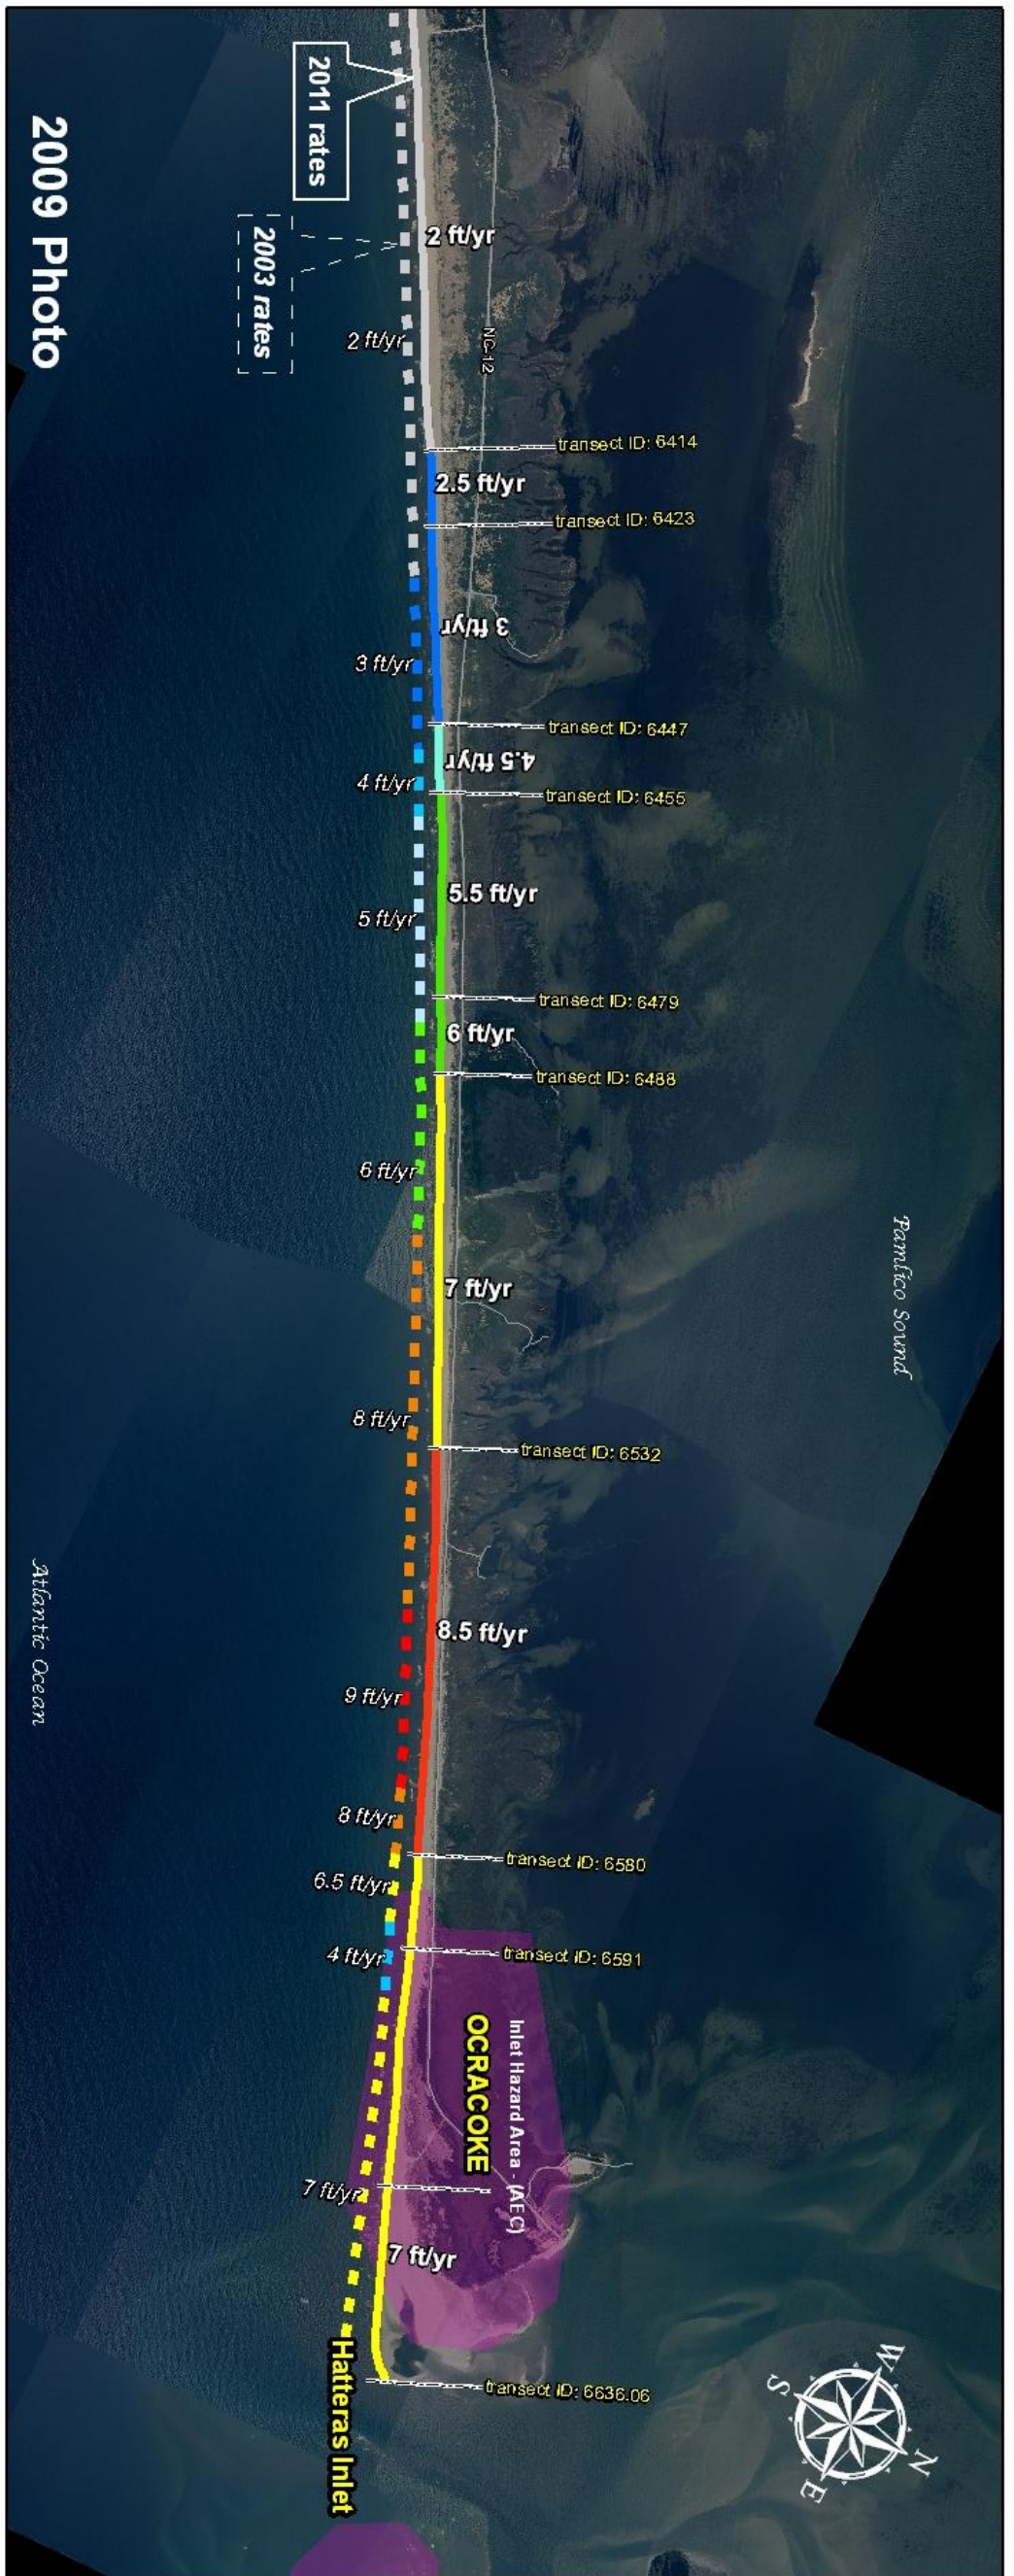 2009 Photo
2011 rates
2003 rates
2 ft/yr
2 ft/yr
NC-12
transect ID: 6414
2.5 ft/yr
transect ID: 6423
3 ft/yr
3 ft/yr
transect ID: 6447
4.5 ft/yr
4 ft/yr
transect ID: 6455
5.5 ft/yr
5 ft/yr
transect ID: 6479
6 ft/yr
transect ID: 6488
6 ft/yr
7 ft/yr
Pamlico Sound
8 ft/yr
transect ID: 6532
8.5 ft/yr
Atlantic Ocean
9 ft/yr
8 ft/yr
transect ID: 6580
6.5 ft/yr
4 ft/yr
transect ID: 6591
Inlet Hazard Area - (AEC)
OCRACOKE
7 ft/yr
7 ft/yr
transect ID: 6636.06
Hatteras Inlet
W
N
S
E